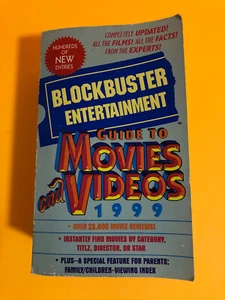 COMPLETELY UPDATED!
ALL THE FILMS! ALL THE FACTS!
FROM THE EXPERTS!
HUNDREDS OF
NEW
ENTRIES
BLOCKBUSTER
ENTERTAINMENT
GUIDE TO
MOVIES
and VIDEOS
1999
• OVER 23,000 MOVIE REVIEWS!
• INSTANTLY FIND MOVIES BY CATEGORY,
TITLE, DIRECTOR, OR STAR
• PLUS—A SPECIAL FEATURE FOR PARENTS:
FAMILY/CHILDREN-VIEWING INDEX